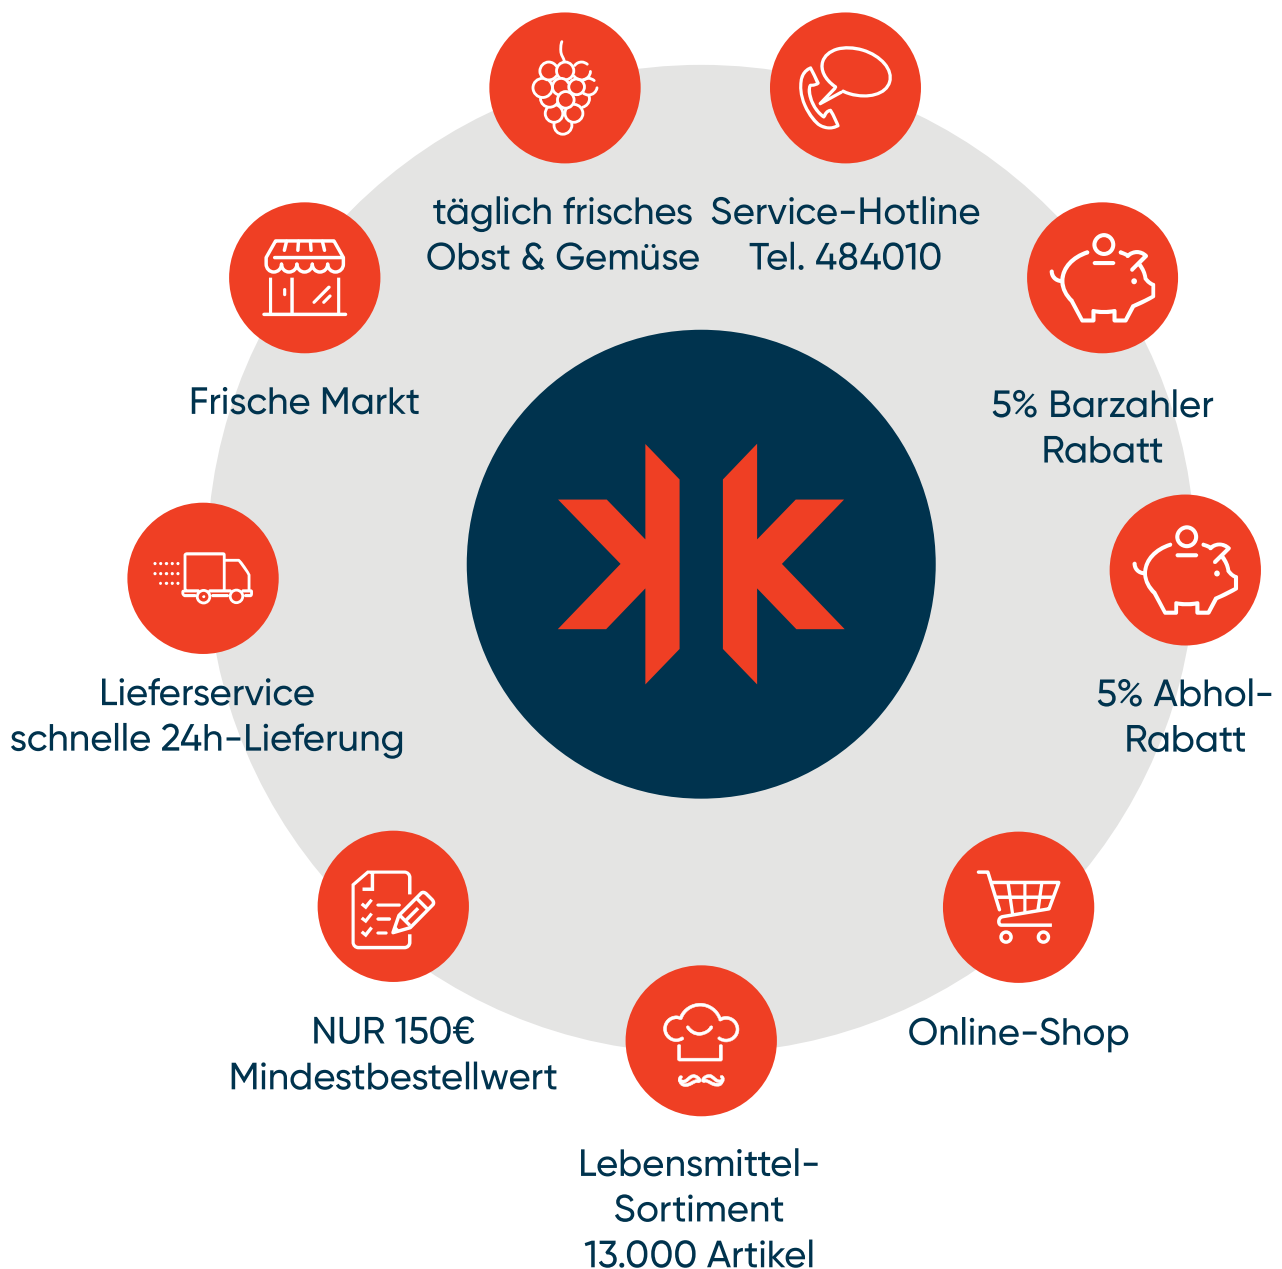 täglich frisches
Obst & Gemüse
Service-Hotline
Tel. 484010
5% Barzahler
Rabatt
5% Abhol-
Rabatt
Online-Shop
Lebensmittel-
Sortiment
13.000 Artikel
NUR 150€
Mindestbestellwert
Lieferservice
schnelle 24h-Lieferung
Frische Markt